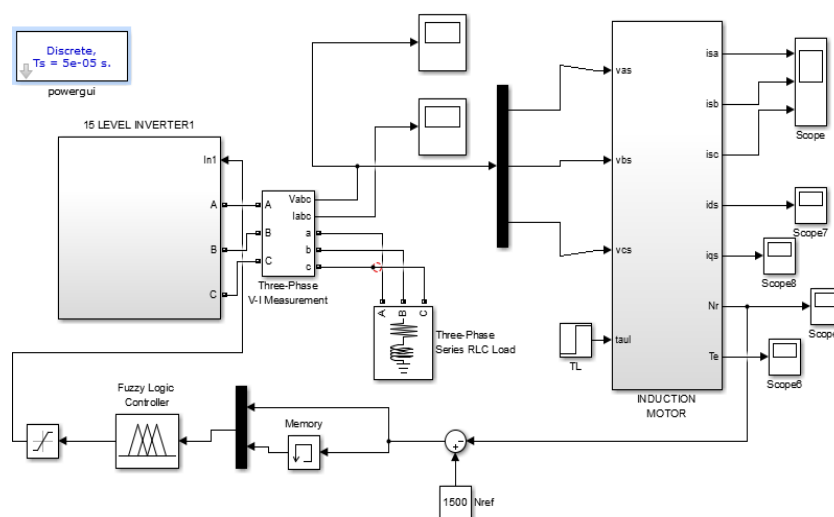 Discrete,
Ts = 5e-05 s.
powergui
15 LEVEL INVERTER1
In1
A
B
C
A
B
C
Vabc
Iabc
a
b
c
Three-Phase
V-I Measurement
A
B
C
Three-Phase
Series RLC Load
vas
vbs
vcs
taul
TL
isa
isb
isc
ids
iqs
Nr
Te
INDUCTION
MOTOR
Scope
Scope7
Scope8
Scope
Scope6
Fuzzy Logic
Controller
Memory
-
+
1500
Nref